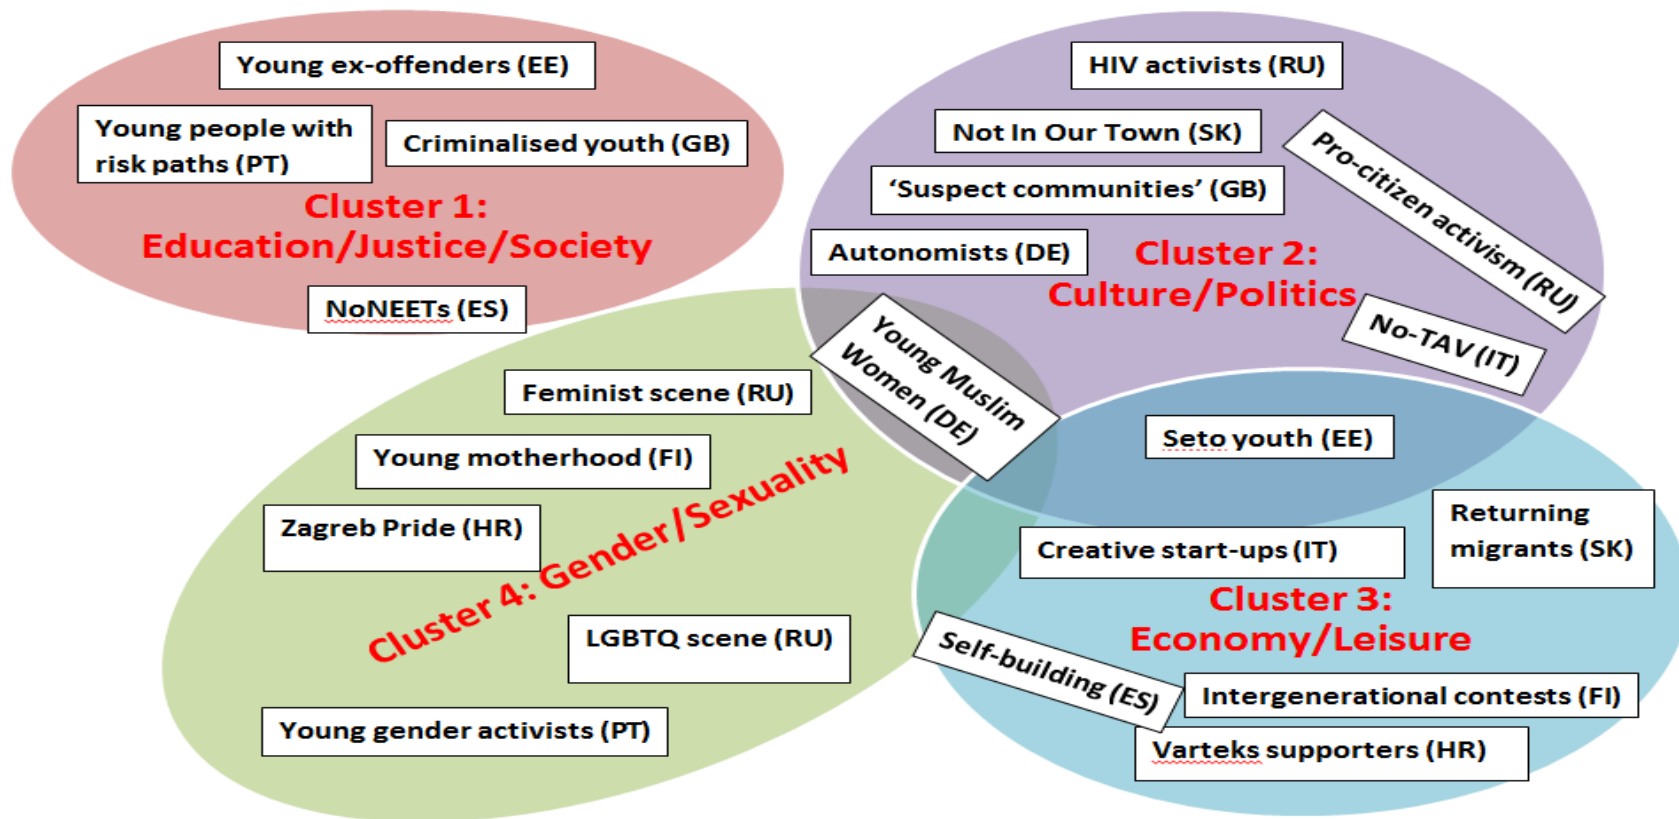 Young ex-offenders (EE)
Young people with
risk paths (PT)
Criminalised youth (GB)
Cluster 1:
Education/Justice/Society
NoNEETs (ES)
HIV activists (RU)
Not In Our Town (SK)
Pro-citizen activism (RU)
‘Suspect communities’ (GB)
Autonomists (DE)
Cluster 2:
Culture/Politics
No-TAV (IT)
Young Muslim
Women (DE)
Feminist scene (RU)
Young motherhood (FI)
Zagreb Pride (HR)
Cluster 4: Gender/Sexuality
LGBTQ scene (RU)
Young gender activists (PT)
Seto youth (EE)
Returning
migrants (SK)
Creative start-ups (IT)
Cluster 3:
Economy/Leisure
Self-building (ES)
Intergenerational contests (FI)
Varteks supporters (HR)